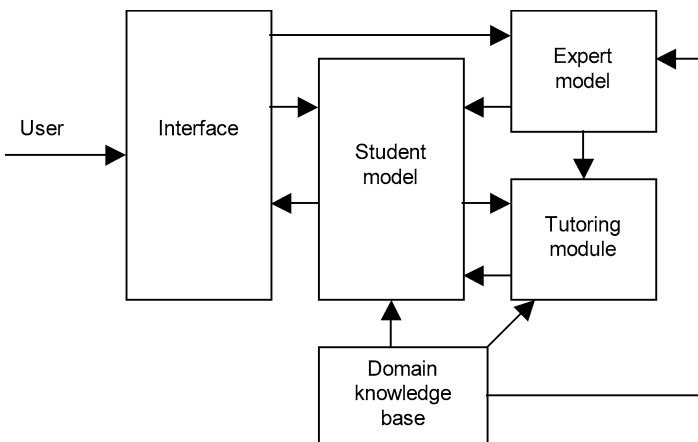 User
Interface
Student
model
Expert
model
Tutoring
module
Domain
knowledge
base